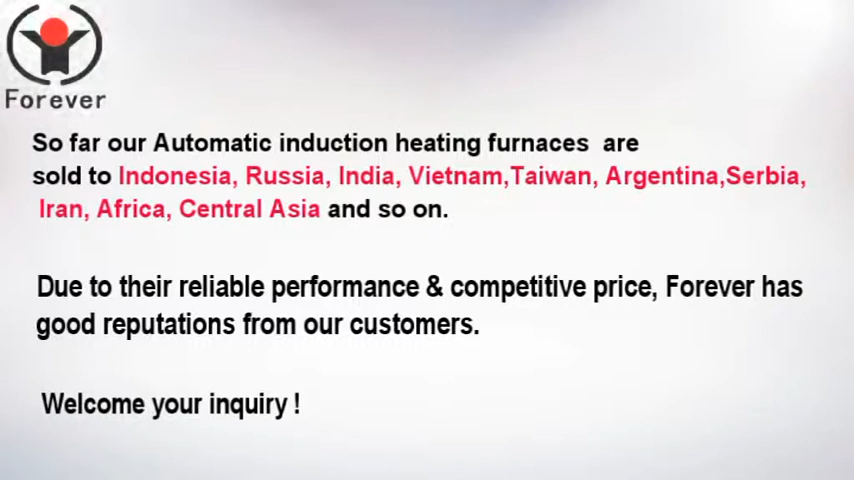 Forever
So far our Automatic induction heating furnaces are
sold to Indonesia, Russia, India, Vietnam,Taiwan, Argentina,Serbia,
Iran, Africa, Central Asia and so on.
Due to their reliable performance & competitive price, Forever has
good reputations from our customers.
Welcome your inquiry !